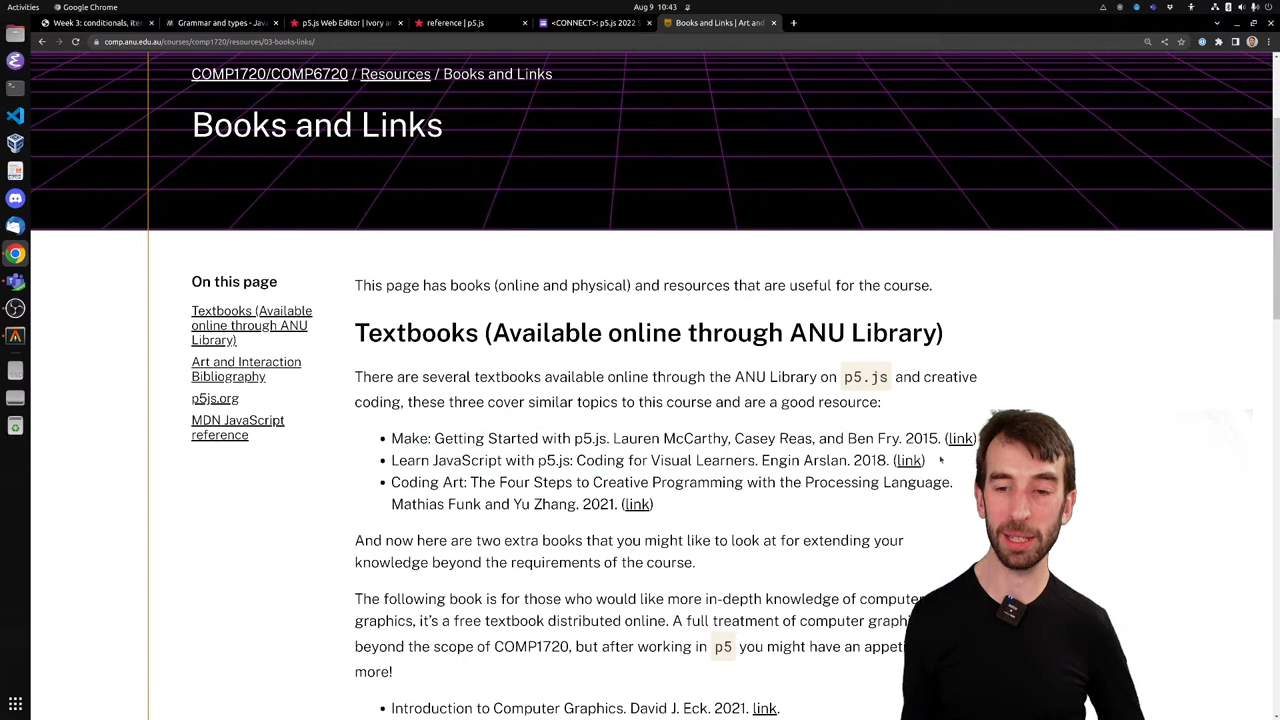 Activities
Google Chrome
Aug 9 10:43
Week 3: conditionals, iter
Grammar and types - Java
p5.js Web Editor | Ivory ar
reference | p5.js
<CONNECT>: p5.js 2022 S
Books and Links | Art and
comp.anu.edu.au/courses/comp1720/resources/03-books-links/
COMP1720/COMP6720 / Resources / Books and Links
Books and Links
On this page
Textbooks (Available
online through ANU
Library)
Art and Interaction
Bibliography
p5js.org
MDN JavaScript
reference
This page has books (online and physical) and resources that are useful for the course.
Textbooks (Available online through ANU Library)
There are several textbooks available online through the ANU Library on p5.js and creative
coding, these three cover similar topics to this course and are a good resource:
• Make: Getting Started with p5.js. Lauren McCarthy, Casey Reas, and Ben Fry. 2015. (link)
• Learn JavaScript with p5.js: Coding for Visual Learners. Engin Arslan. 2018. (link)
• Coding Art: The Four Steps to Creative Programming with the Processing Language.
Mathias Funk and Yu Zhang. 2021. (link)
And now here are two extra books that you might like to look at for extending your
knowledge beyond the requirements of the course.
The following book is for those who would like more in-depth knowledge of compute
graphics, it's a free textbook distributed online. A full treatment of computer graphi
beyond the scope of COMP1720, but after working in p5 you might have an appeti
more!
• Introduction to Computer Graphics. David J. Eck. 2021. link.